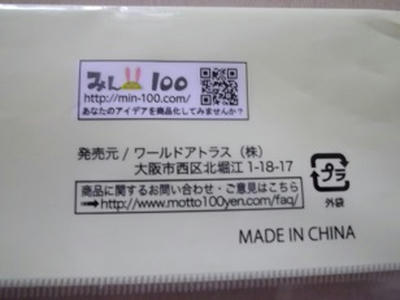 みん 100
http://min-100.com/
あなたのアイデアを商品化してみませんか?
発売元/ワールドアトラス(株)
大阪市西区北堀江1-18-17
プラ
外袋
商品に関するお問い合わせ・ご意見はこちら
→http://www.motto100yen.com/faq/
MADE IN CHINA